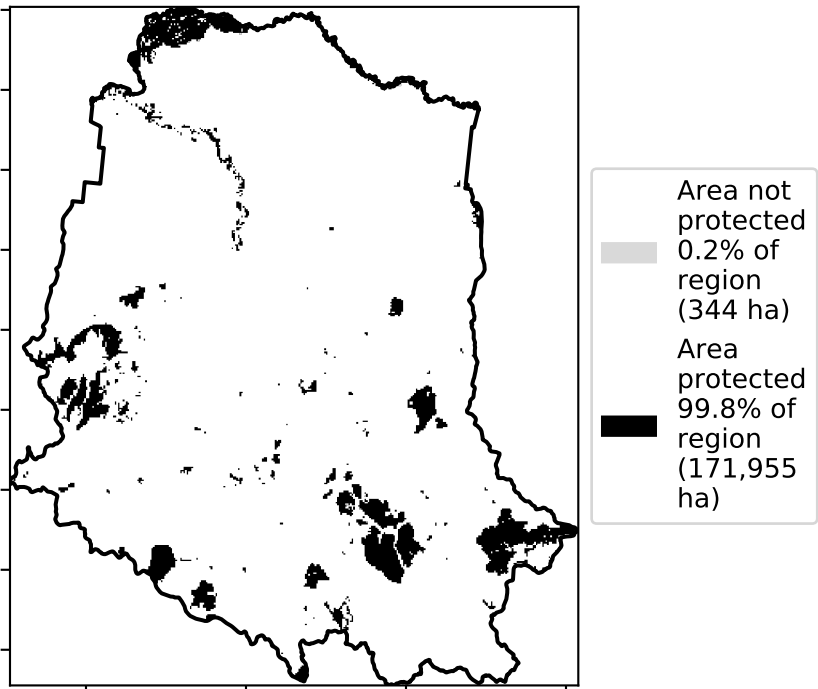 Area not
protected
0.2% of
region
(344 ha)
Area
protected
99.8% of
region
(171,955
ha)